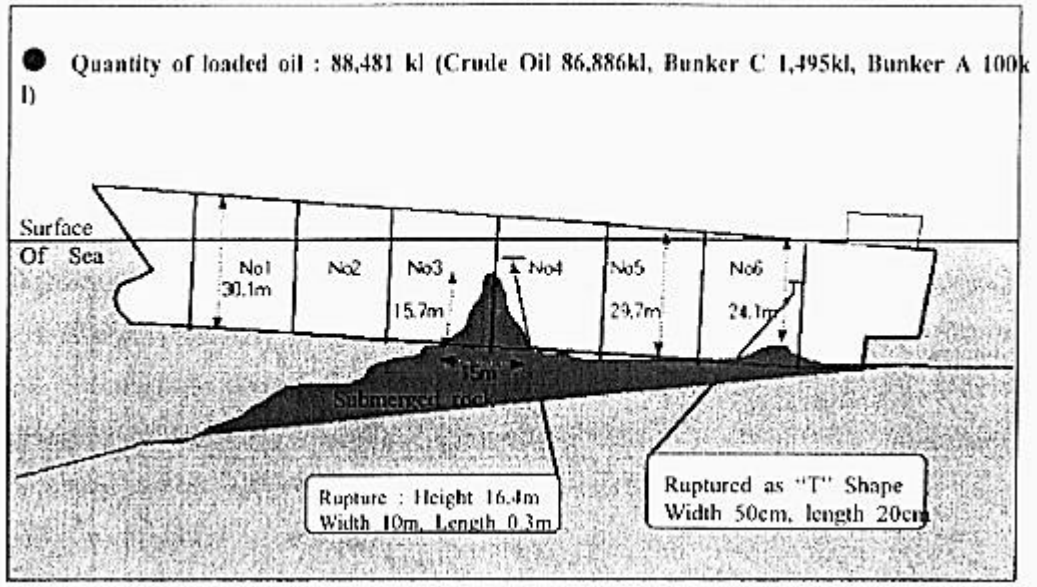 Quantity of loaded oil : 88,481 kl (Crude Oil 86,886kl, Bunker C 1,495kl, Bunker A 100k
l)
Surface
Of Sea
No1
No2
No3
No4
No5
No6
30.1m
15.7m
29.7m
24.1m
15m
Submerged rock
Rupture : Height 16.4m
Width 10m, Length 0.3m
Ruptured as "T" Shape
Width 50cm, length 20cm